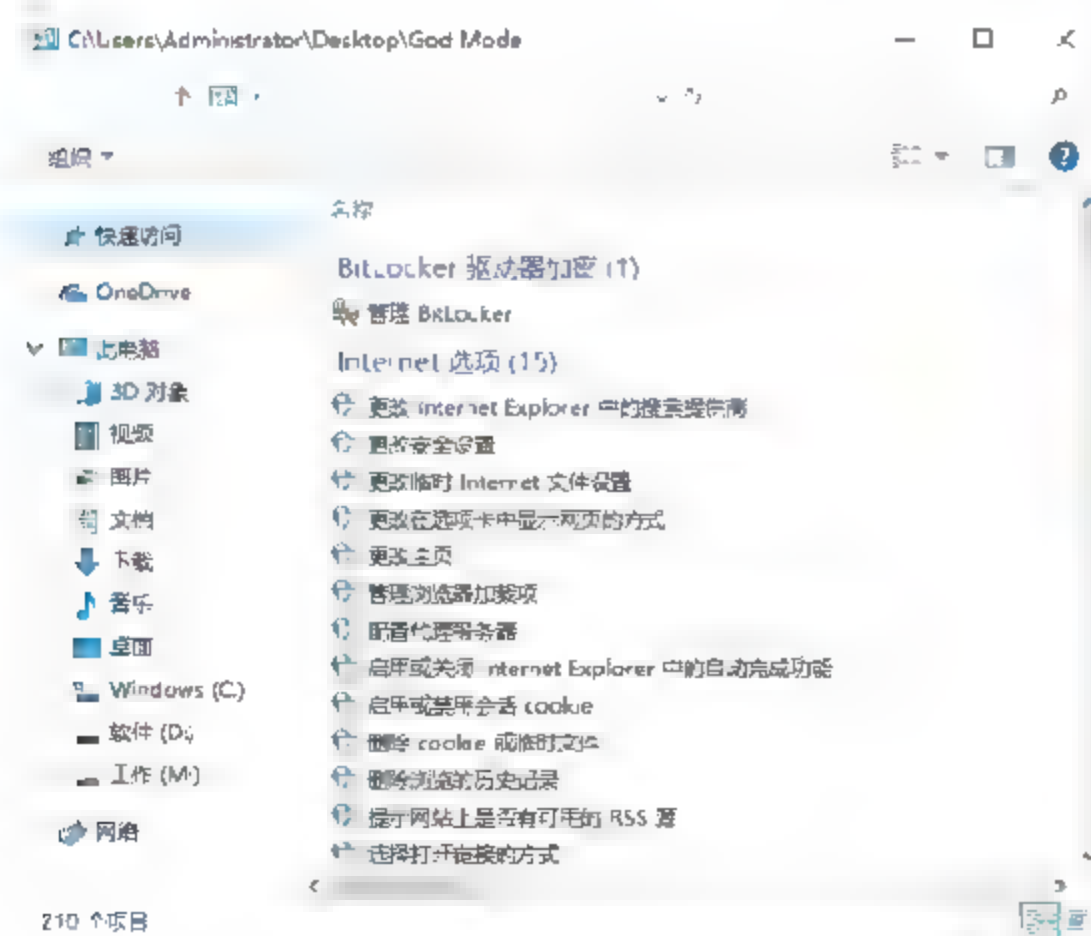 C:\Users\Administrator\Desktop\God Mode
组织
名称
快速访问
OneDrive
此电脑
3D 对象
视频
图片
文档
下载
音乐
桌面
Windows (C:)
软件 (D:)
工作 (M:)
网络
BitLocker 驱动器加密 (1)
管理 BitLocker
Internet 选项 (15)
更改 Internet Explorer 中的搜索提供商
更改安全设置
更改临时 Internet 文件设置
更改在选项卡中显示网页的方式
更改主页
管理浏览器加载项
配置代理服务器
启用或关闭 Internet Explorer 中的自动完成功能
启用或禁用会话 cookie
删除 cookie 或临时文件
删除浏览的历史记录
提示网站上是否有可用的 RSS 源
选择打开链接的方式
210 个项目